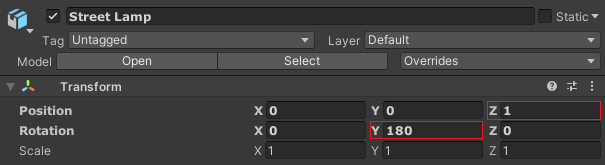 Street Lamp Static
Tag Untagged Layer Default
Model Open Select Overrides
Transform
Position X 0 Y 0 Z 1
Rotation X 0 Y 180 Z 0
Scale X 1 Y 1 Z 1